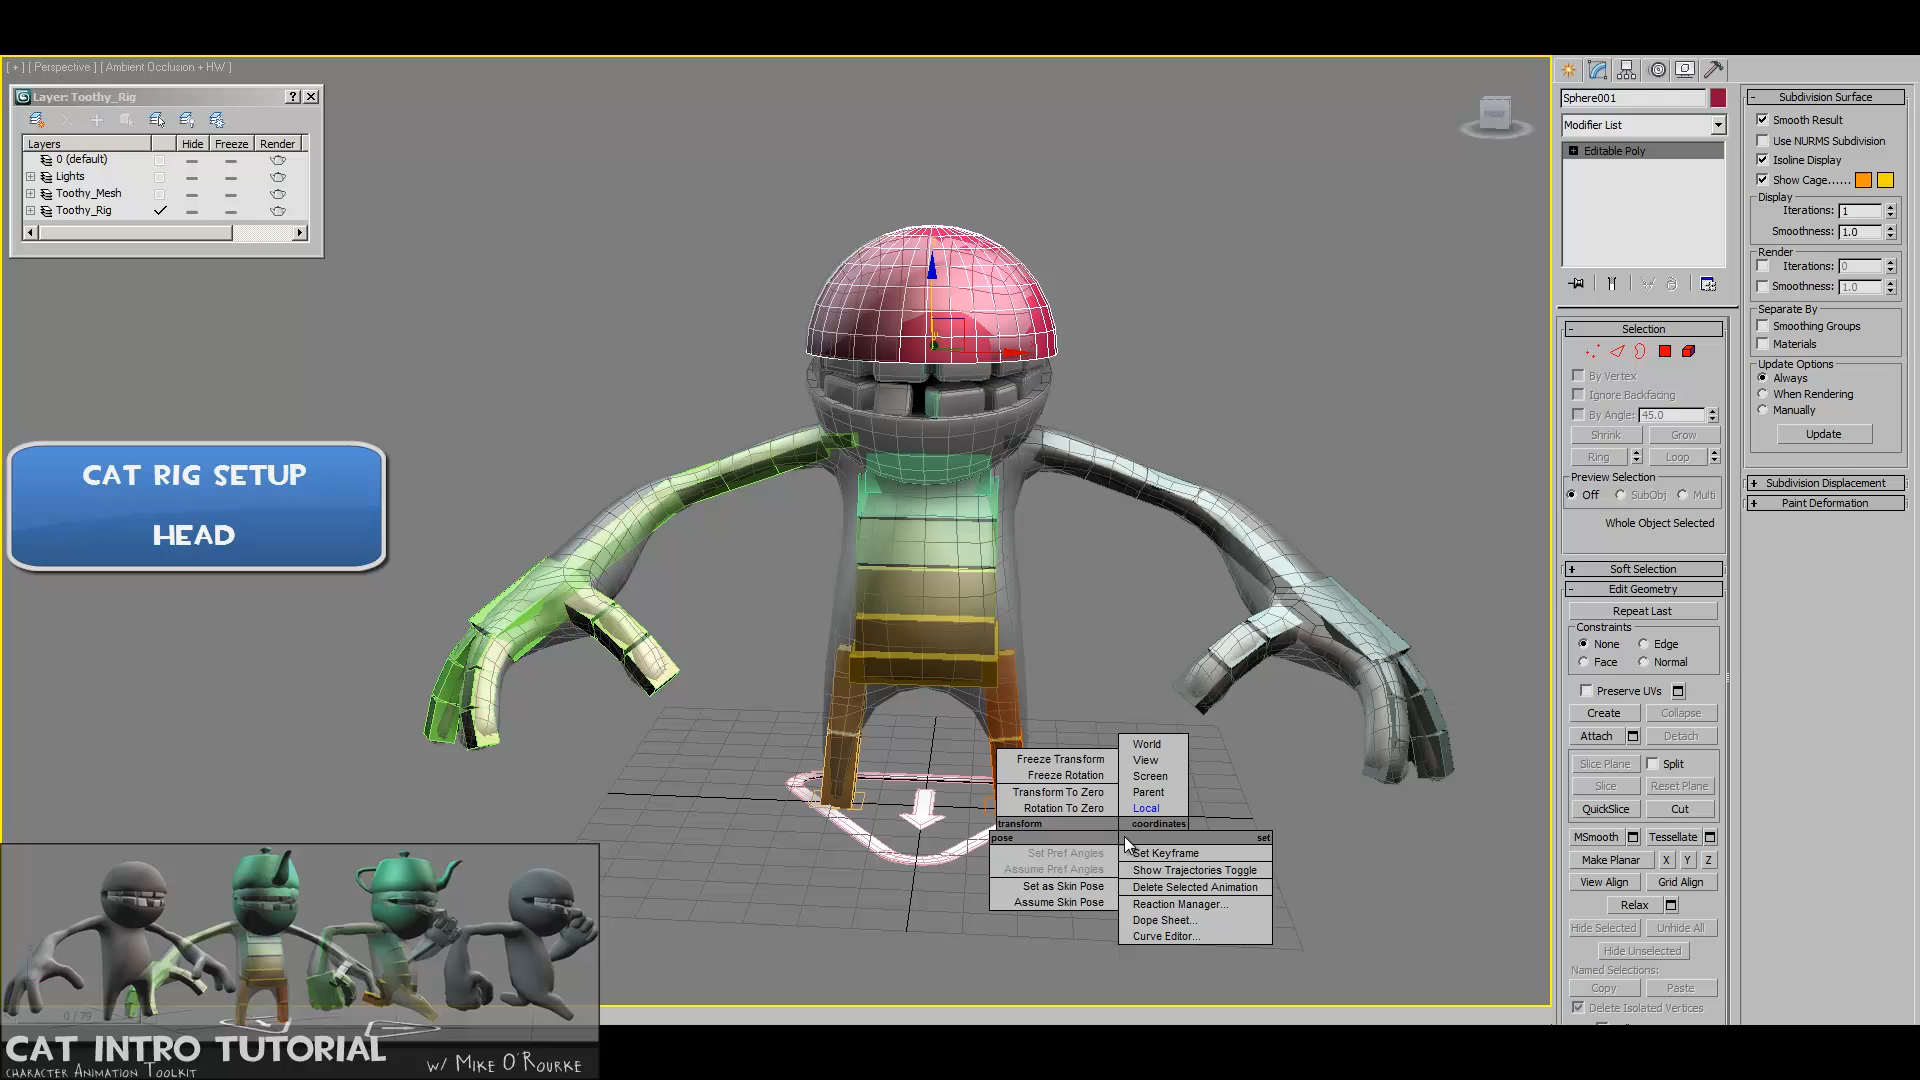 [ + ] [ Perspective ] [ Ambient Occlusion + HW ]
Layer: Toothy_Rig
?
Layers Hide Freeze Render
0 (default)
Lights
Toothy_Mesh
Toothy_Rig
CAT RIG SETUP
HEAD
Freeze Transform
Freeze Rotation
Transform To Zero
Rotation To Zero
transform
World
View
Screen
Parent
Local
coordinates
pose
Set Pref Angles
Assume Pref Angles
Set as Skin Pose
Assume Skin Pose
set
Set Keyframe
Show Trajectories Toggle
Delete Selected Animation
Reaction Manager...
Dope Sheet...
Curve Editor...
0 / 79
CAT INTRO TUTORIAL
CHARACTER ANIMATION TOOLKIT
W/ MIKE O'ROURKE
Sphere001
Modifier List
Editable Poly
Selection
By Vertex
Ignore Backfacing
By Angle: 45.0
Shrink Grow
Ring Loop
Preview Selection
Off SubObj Multi
Whole Object Selected
Soft Selection
Edit Geometry
Repeat Last
Constraints
None Edge
Face Normal
Preserve UVs
Create Collapse
Attach Detach
Slice Plane Split
Slice Reset Plane
QuickSlice Cut
MSmooth Tessellate
Make Planar X Y Z
View Align Grid Align
Relax
Hide Selected Unhide All
Hide Unselected
Named Selections:
Copy Paste
Delete Isolated Vertices
Subdivision Surface
Smooth Result
Use NURMS Subdivision
Isoline Display
Show Cage......
Display
Iterations: 1
Smoothness: 1.0
Render
Iterations: 0
Smoothness: 1.0
Separate By
Smoothing Groups
Materials
Update Options
Always
When Rendering
Manually
Update
Subdivision Displacement
Paint Deformation